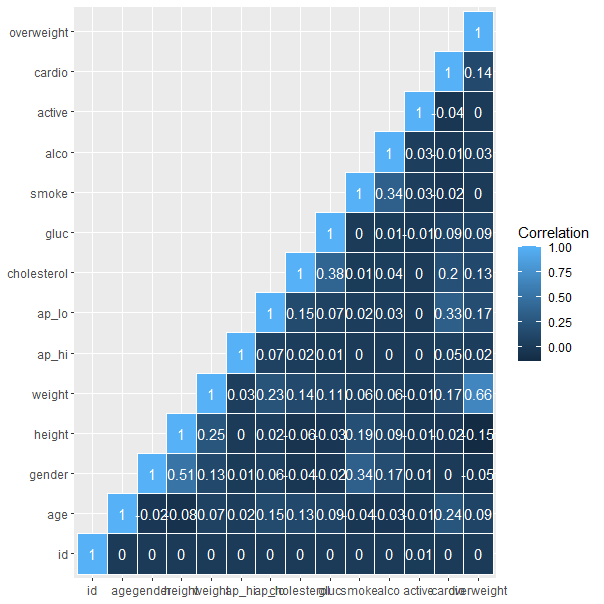 overweight 1
cardio 1 0.14
active 1 -0.04 0
alco 1 0.03 -0.01 0.03
smoke 1 0.34 0.03 -0.02 0
gluc 1 0 0.01 -0.01 0.09 0.09
cholesterol 1 0.38 0.01 0.04 0 0.2 0.13
ap_lo 1 0.15 0.07 0.02 0.03 0 0.33 0.17
ap_hi 1 0.07 0.02 0.01 0 0 0 0.05 0.02
weight 1 0.03 0.23 0.14 0.11 0.06 0.06 -0.01 0.17 0.66
height 1 0.25 0 0.02 -0.06 -0.03 0.19 0.09 -0.01 -0.02 -0.15
gender 1 0.51 0.13 0.01 0.06 -0.04 -0.02 0.34 0.17 0.01 0 -0.05
age 1 -0.02 -0.08 0.07 0.02 0.15 0.13 0.09 -0.04 -0.03 -0.01 0.24 0.09
id 1 0 0 0 0 0 0 0 0 0 0 0.01 0 0
id age gender height weight ap_hi ap_lo cholesterol gluc smoke alco active cardio overweight
Correlation
1.00
0.75
0.50
0.25
0.00